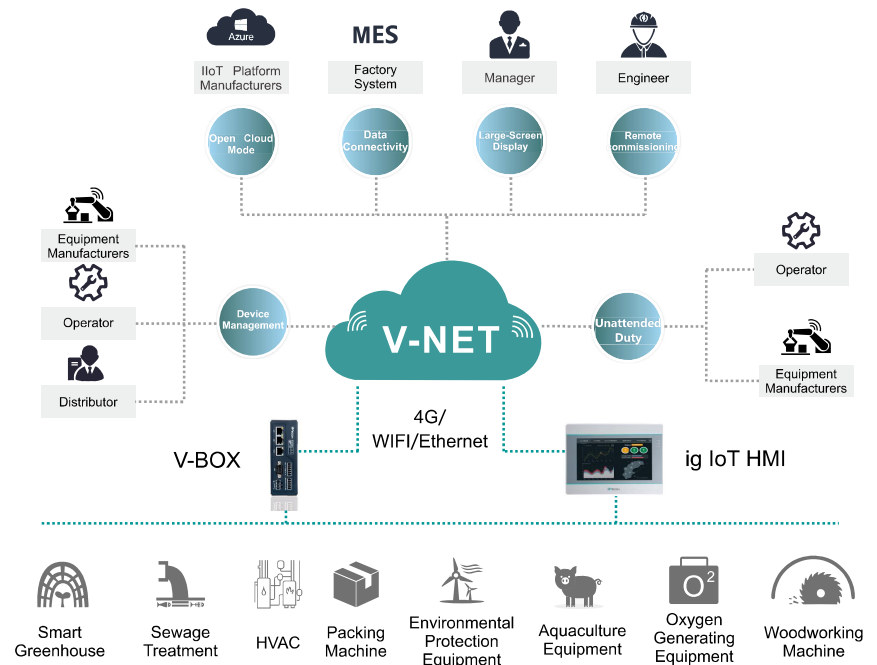 Azure
MES
IIoT Platform
Manufacturers
Factory
System
Manager
Engineer
Open Cloud
Mode
Data
Connectivity
Large-Screen
Display
Remote
ommissioning
Equipment
Manufacturers
Operator
Distributor
Device
Management
V-NET
Unattended
Duty
Operator
Equipment
Manufacturers
4G/
WIFI/Ethernet
V-BOX
ig IoT HMI
Smart
Greenhouse
Sewage
Treatment
HVAC
Packing
Machine
Environmental
Protection
Equipment
Aquaculture
Equipment
O2
Oxygen
Generating
Equipment
Woodworking
Machine